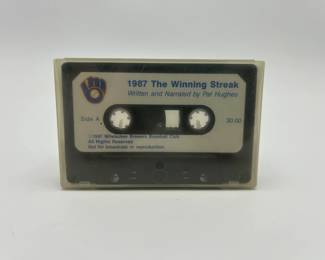 1987 The Winning Streak
Written and Narrated by Pat Hughes
Side A
30:00
©1987 Milwaukee Brewers Baseball Club
All Rights Reserved
Not for broadcast or reproduction.